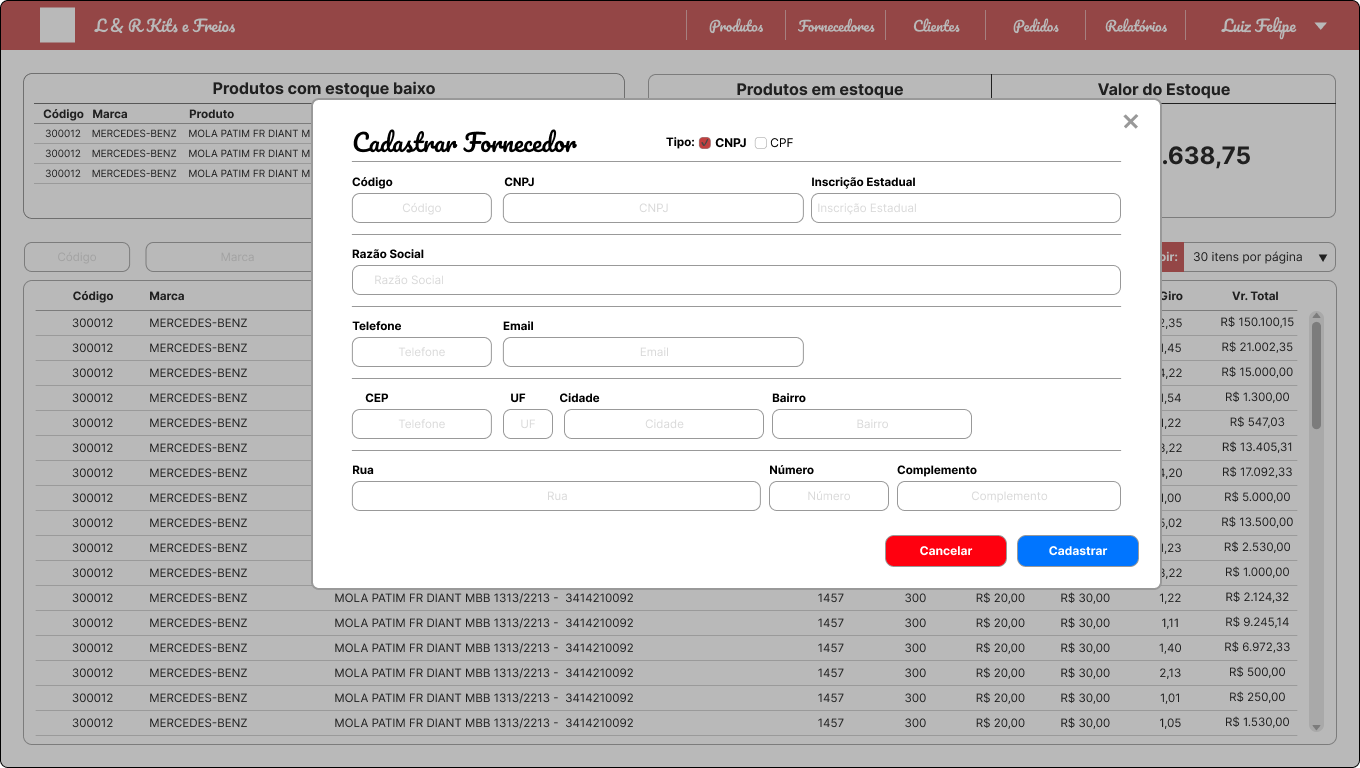 L & R Kits e Freios Produtos Fornecedores Clientes Pedidos Relatórios Luiz Felipe
Produtos com estoque baixo Produtos em estoque Valor do Estoque
Código Marca Produto
300012 MERCEDES-BENZ MOLA PATIM FR DIANT M
300012 MERCEDES-BENZ MOLA PATIM FR DIANT M
300012 MERCEDES-BENZ MOLA PATIM FR DIANT M
.638,75
Cadastrar Fornecedor Tipo: CNPJ CPF
Código CNPJ Inscrição Estadual
Código CNPJ Inscrição Estadual
Razão Social
Razão Social
Telefone Email
Telefone Email
CEP UF Cidade Bairro
Telefone UF Cidade Bairro
Rua Número Complemento
Rua Número Complemento
Cancelar Cadastrar
Código Marca bir: 30 itens por página
Código Marca Giro Vr. Total
300012 MERCEDES-BENZ 2,35 R$ 150.100,15
300012 MERCEDES-BENZ 1,45 R$ 21.002,35
300012 MERCEDES-BENZ 4,22 R$ 15.000,00
300012 MERCEDES-BENZ 1,54 R$ 1.300,00
300012 MERCEDES-BENZ 1,22 R$ 547,03
300012 MERCEDES-BENZ 3,22 R$ 13.405,31
300012 MERCEDES-BENZ 4,20 R$ 17.092,33
300012 MERCEDES-BENZ 1,00 R$ 5.000,00
300012 MERCEDES-BENZ 5,02 R$ 13.500,00
300012 MERCEDES-BENZ 1,23 R$ 2.530,00
300012 MERCEDES-BENZ 3,22 R$ 1.000,00
300012 MERCEDES-BENZ MOLA PATIM FR DIANT MBB 1313/2213 - 3414210092 1457 300 R$ 20,00 R$ 30,00 1,22 R$ 2.124,32
300012 MERCEDES-BENZ MOLA PATIM FR DIANT MBB 1313/2213 - 3414210092 1457 300 R$ 20,00 R$ 30,00 1,11 R$ 9.245,14
300012 MERCEDES-BENZ MOLA PATIM FR DIANT MBB 1313/2213 - 3414210092 1457 300 R$ 20,00 R$ 30,00 1,40 R$ 6.972,33
300012 MERCEDES-BENZ MOLA PATIM FR DIANT MBB 1313/2213 - 3414210092 1457 300 R$ 20,00 R$ 30,00 2,13 R$ 500,00
300012 MERCEDES-BENZ MOLA PATIM FR DIANT MBB 1313/2213 - 3414210092 1457 300 R$ 20,00 R$ 30,00 1,01 R$ 250,00
300012 MERCEDES-BENZ MOLA PATIM FR DIANT MBB 1313/2213 - 3414210092 1457 300 R$ 20,00 R$ 30,00 1,05 R$ 1.530,00